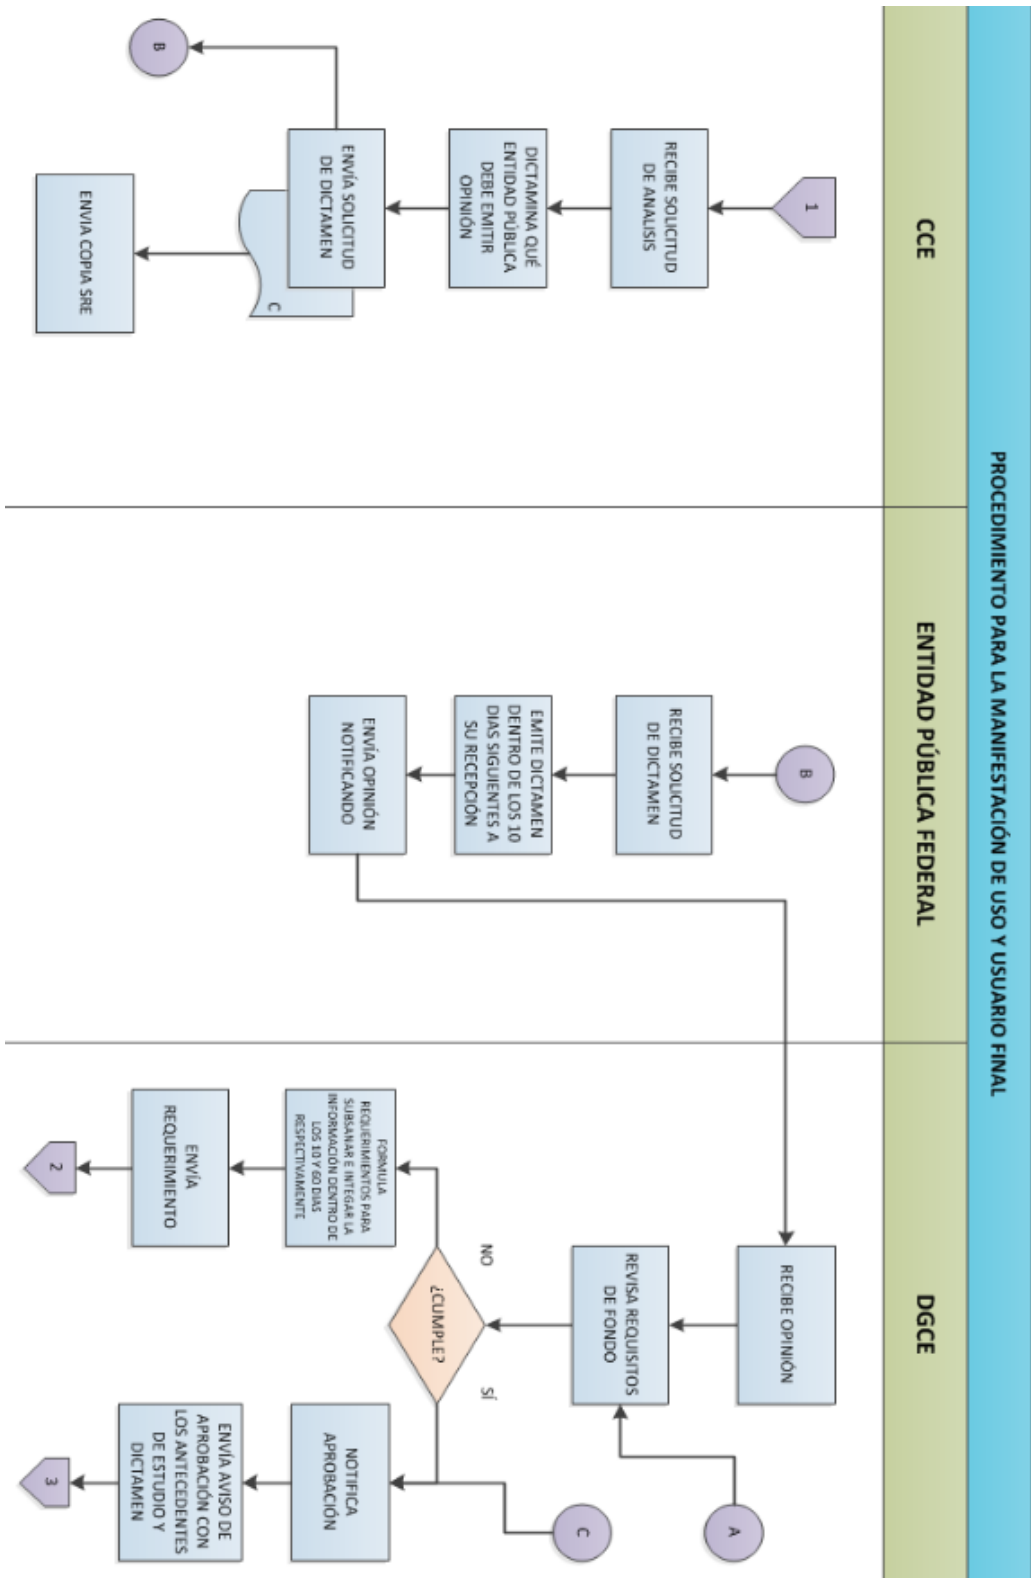 PROCEDIMIENTO PARA LA MANIFESTACIÓN DE USO Y USUARIO FINAL
CCE
ENTIDAD PÚBLICA FEDERAL
DGCE
1
RECIBE SOLICITUD
DE ANALISIS
DICTAMINA QUÉ
ENTIDAD PÚBLICA
DEBE EMITIR
OPINIÓN
ENVÍA SOLICITUD
DE DICTAMEN
C
B
ENVIA COPIA SRE
B
RECIBE SOLICITUD
DE DICTAMEN
EMITE DICTAMEN
DENTRO DE LOS 10
DIAS SIGUIENTES A
SU RECEPCIÓN
ENVÍA OPINIÓN
NOTIFICANDO
RECIBE OPINIÓN
A
REVISA REQUISITOS
DE FONDO
C
¿CUMPLE?
NO
SÍ
FORMULA
REQUERIMIENTOS PARA
SUBSANAR E INTEGAR LA
INFORMACIÓN DENTRO DE
LOS 10 Y 60 DIAS
RESPECTIVAMENTE
ENVÍA
REQUERIMIENTO
2
NOTIFICA
APROBACIÓN
ENVÍA AVISO DE
APROBACIÓN CON
LOS ANTECEDENTES
DE ESTUDIO Y
DICTAMEN
3